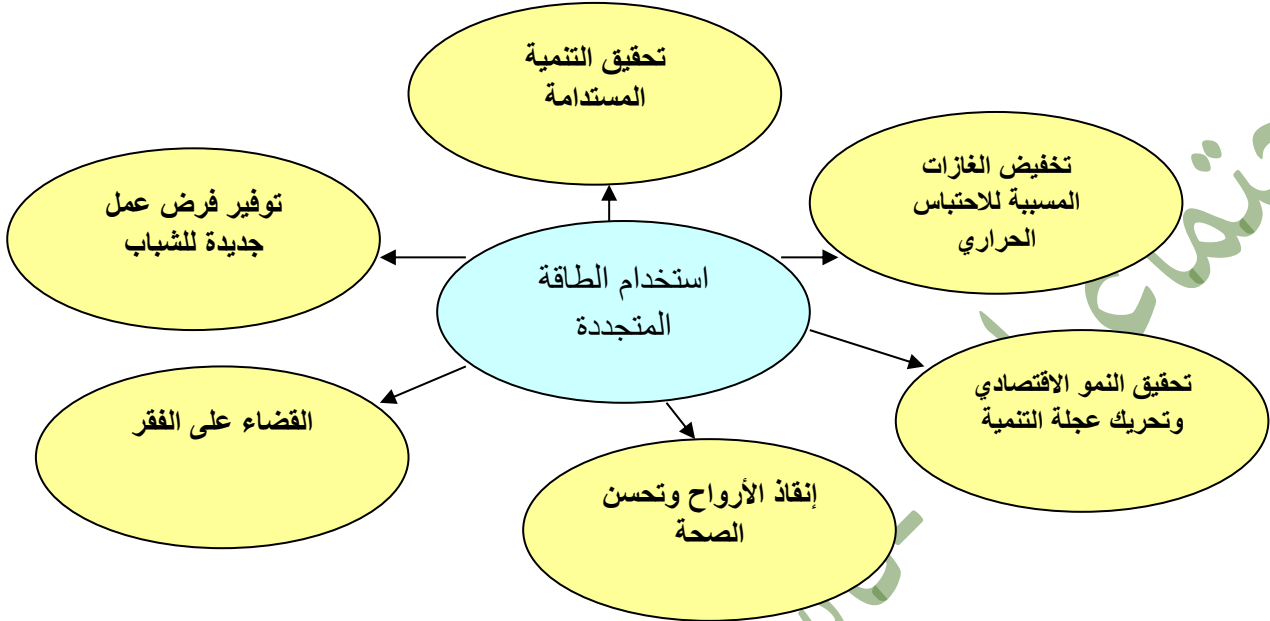 تحقيق التنمية
المستدامة
تخفيض الغازات
المسببة للاحتباس
الحراري
توفير فرض عمل
جديدة للشباب
استخدام الطاقة
المتجددة
تحقيق النمو الاقتصادي
وتحريك عجلة التنمية
القضاء على الفقر
إنقاذ الأرواح وتحسن
الصحة